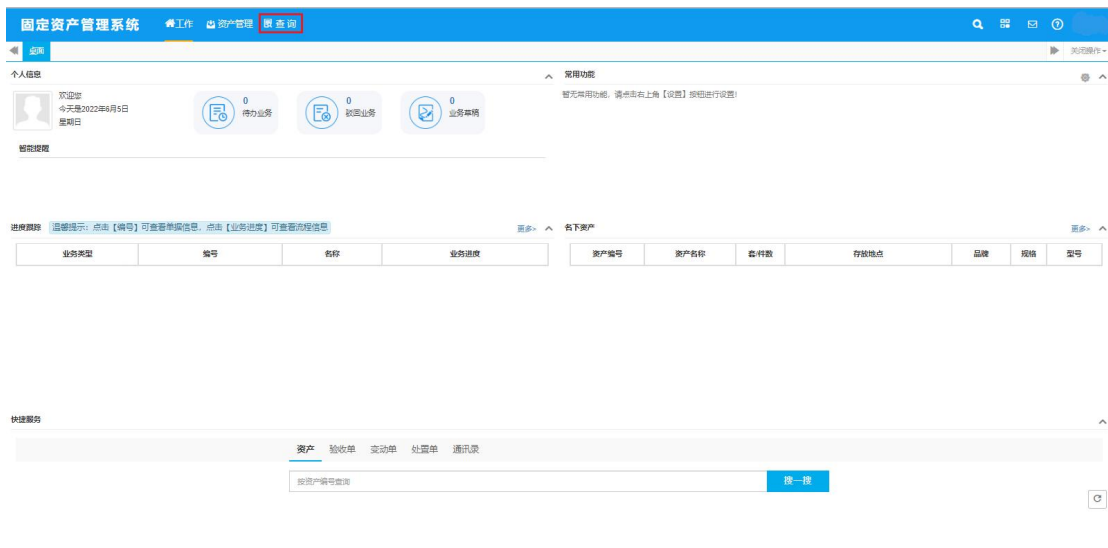 固定资产管理系统 工作 资产管理 查询
桌面 关闭操作
个人信息
欢迎您
今天是2022年6月5日
星期日
0
待办业务
0
驳回业务
0
业务草稿
智能提醒
常用功能
暂无常用功能，请点击右上角【设置】按钮进行设置！
进度跟踪 温馨提示：点击【编号】可查看单据信息，点击【业务进度】可查看流程信息 更多>
业务类型 编号 名称 业务进度
名下资产 更多>
资产编号 资产名称 套/件数 存放地点 品牌 规格 型号
快捷服务
资产 验收单 变动单 处置单 通讯录
按资产编号查询 搜一搜